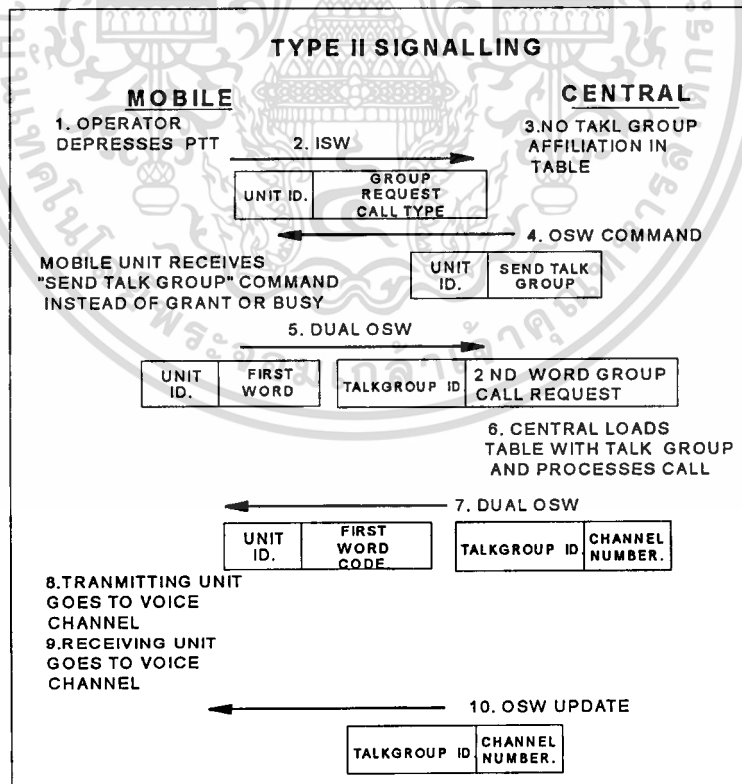 TYPE II SIGNALLING
MOBILE
CENTRAL
1. OPERATOR
DEPRESSES PTT
2. ISW
3.NO TAKL GROUP
AFFILIATION IN
TABLE
UNIT ID.
GROUP
REQUEST
CALL TYPE
4. OSW COMMAND
MOBILE UNIT RECEIVES
"SEND TALK GROUP" COMMAND
INSTEAD OF GRANT OR BUSY
UNIT
ID.
SEND TALK
GROUP
5. DUAL OSW
UNIT
ID.
FIRST
WORD
TALKGROUP ID
2 ND WORD GROUP
CALL REQUEST
6. CENTRAL LOADS
TABLE WITH TALK GROUP
AND PROCESSES CALL
7. DUAL OSW
UNIT
ID.
FIRST
WORD
CODE
TALKGROUP ID
CHANNEL
NUMBER.
8.TRANMITTING UNIT
GOES TO VOICE
CHANNEL
9.RECEIVING UNIT
GOES TO VOICE
CHANNEL
10. OSW UPDATE
TALKGROUP ID
CHANNEL
NUMBER.